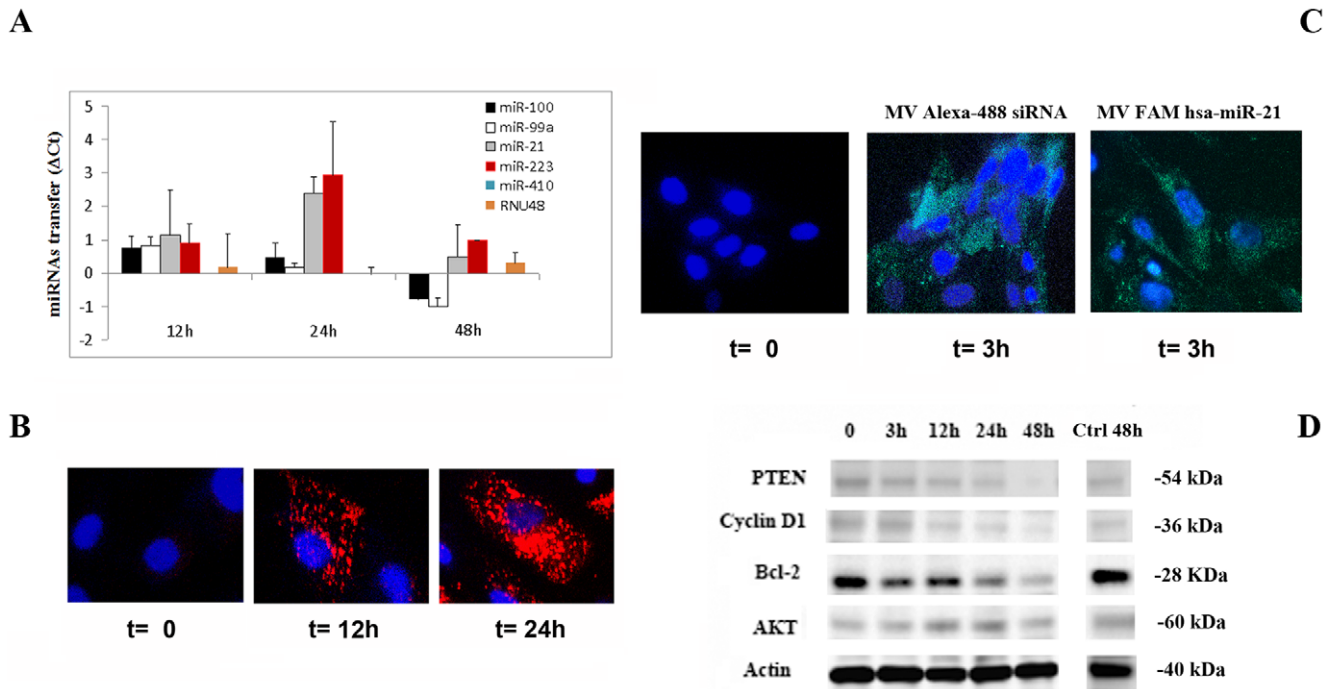 A
C
miRNAs transfer (ΔCt)
5
4
3
2
1
0
-1
-2
12h 24h 48h
miR-100
miR-99a
miR-21
miR-223
miR-410
RNU48
MV Alexa-488 siRNA MV FAM hsa-miR-21
t= 0 t= 3h t= 3h
B
D
t= 0 t= 12h t= 24h
0 3h 12h 24h 48h Ctrl 48h
PTEN -54 kDa
Cyclin D1 -36 kDa
Bcl-2 -28 KDa
AKT -60 kDa
Actin -40 kDa